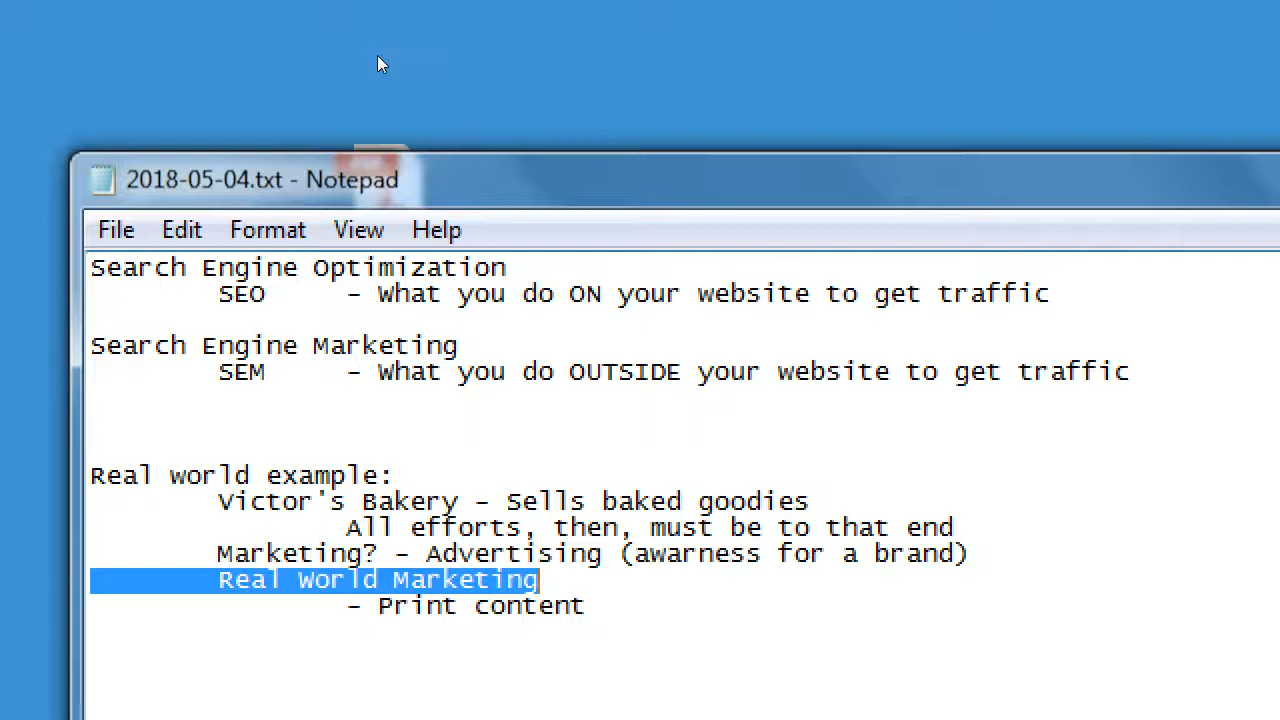 2018-05-04.txt - Notepad
File Edit Format View Help
Search Engine Optimization
SEO - What you do ON your website to get traffic
Search Engine Marketing
SEM - What you do OUTSIDE your website to get traffic
Real world example:
Victor's Bakery - Sells baked goodies
All efforts, then, must be to that end
Marketing? - Advertising (awarness for a brand)
Real World Marketing
- Print content